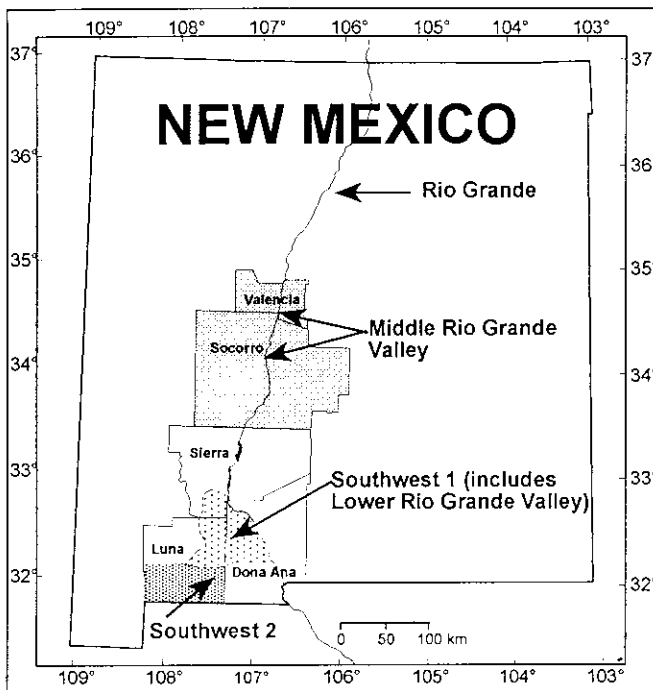 109° 108° 107° 106° 105° 104° 103°
37° 37
NEW MEXICO
36° 36°
Rio Grande
35° 35°
Valencia
Middle Rio Grande
Valley
Socorro
34° 34°
Sierra
33° 33°
Southwest 1 (includes
Lower Rio Grande Valley)
Luna
Dona Ana
32° 32°
Southwest 2
0 50 100 km
109° 108° 107° 106° 105° 104° 103°